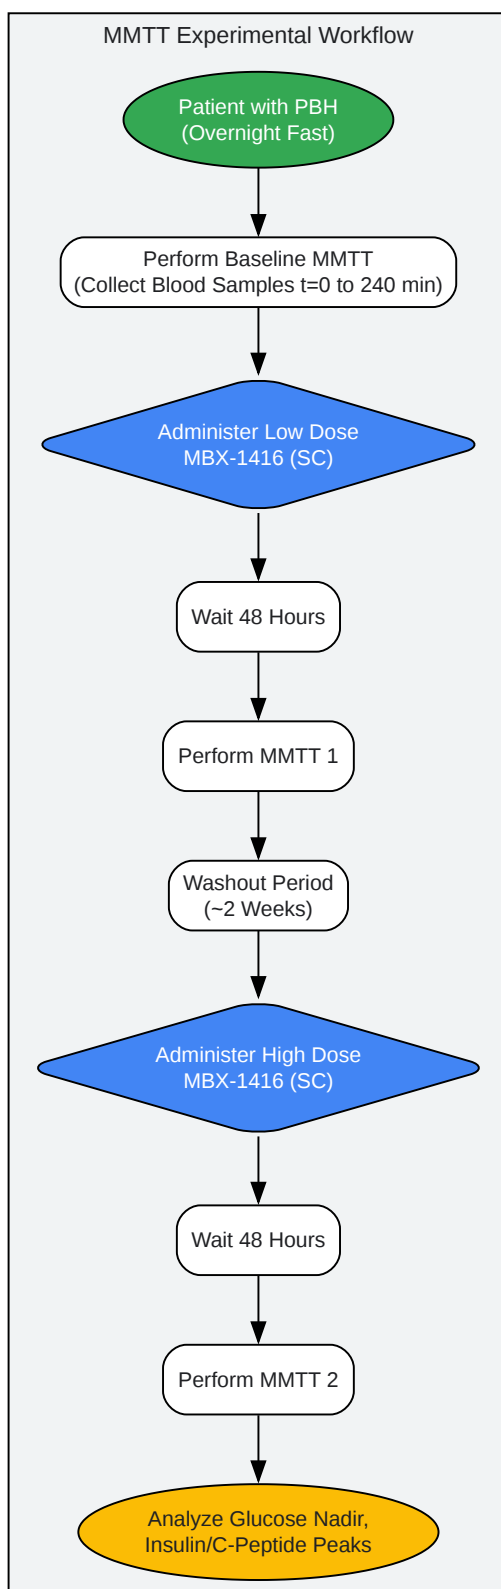 MMTT Experimental Workflow
Patient with PBH
(Overnight Fast)
Perform Baseline MMTT
(Collect Blood Samples t=0 to 240 min)
Administer Low Dose
MBX-1416 (SC)
Wait 48 Hours
Perform MMTT 1
Washout Period
(~2 Weeks)
Administer High Dose
MBX-1416 (SC)
Wait 48 Hours
Perform MMTT 2
Analyze Glucose Nadir,
Insulin/C-Peptide Peaks